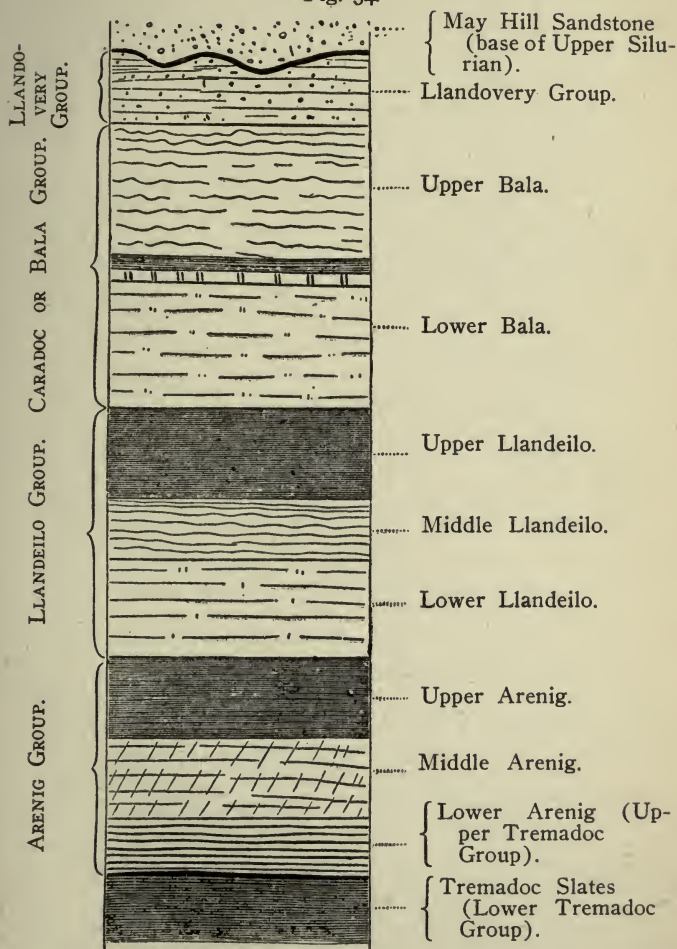 May Hill Sandstone
(base of Upper Silu-
rian).
Llandovery Group.
Upper Bala.
Lower Bala.
Upper Llandeilo.
Middle Llandeilo.
Lower Llandeilo.
Upper Arenig.
Middle Arenig.
Lower Arenig (Up-
per Tremadoc
Group).
Tremadoc Slates
(Lower Tremadoc
Group).
LLANDO-
VERY
GROUP.
CARADOC OR BALA GROUP.
LLANDEILO GROUP.
ARENIG GROUP.